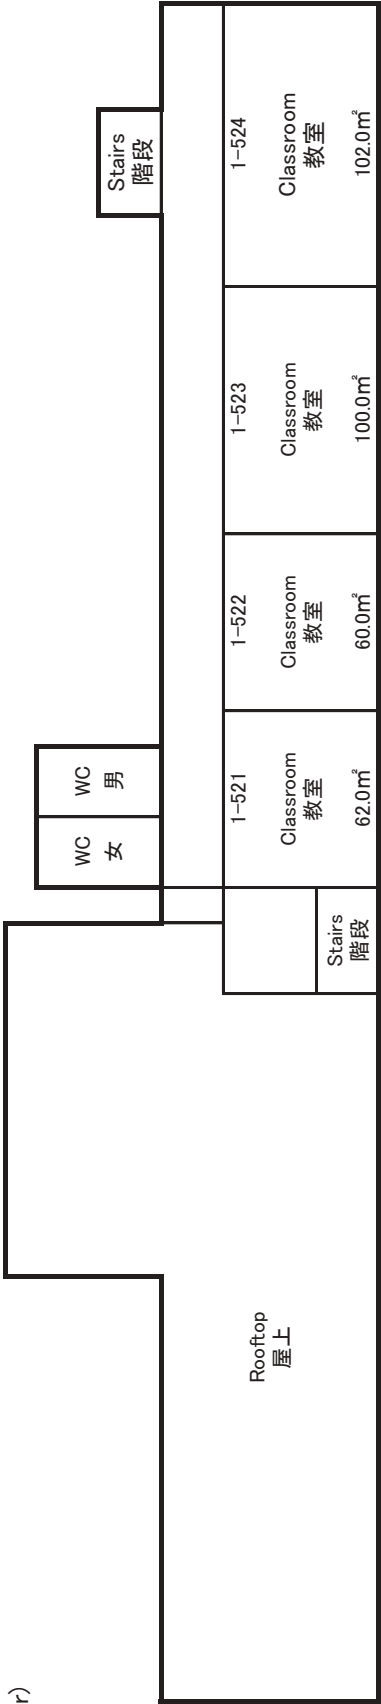 r)
Rooftop
屋上
WC
女
WC
男
Stairs
階段
Stairs
階段
1-521
Classroom
教室
62.0㎡
1-522
Classroom
教室
60.0㎡
1-523
Classroom
教室
100.0㎡
1-524
Classroom
教室
102.0㎡